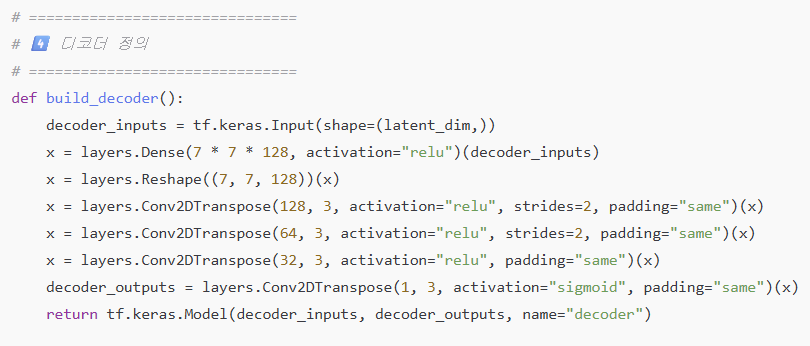 # ===============================
# 4️⃣ 디코더 정의
# ===============================
def build_decoder():
    decoder_inputs = tf.keras.Input(shape=(latent_dim,))
    x = layers.Dense(7 * 7 * 128, activation="relu")(decoder_inputs)
    x = layers.Reshape((7, 7, 128))(x)
    x = layers.Conv2DTranspose(128, 3, activation="relu", strides=2, padding="same")(x)
    x = layers.Conv2DTranspose(64, 3, activation="relu", strides=2, padding="same")(x)
    x = layers.Conv2DTranspose(32, 3, activation="relu", padding="same")(x)
    decoder_outputs = layers.Conv2DTranspose(1, 3, activation="sigmoid", padding="same")(x)
    return tf.keras.Model(decoder_inputs, decoder_outputs, name="decoder")